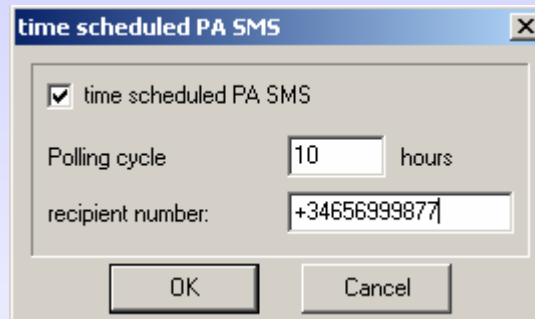 time scheduled PA SMS
time scheduled PA SMS
Polling cycle 10 hours
recipient number: +34656999877
OK Cancel